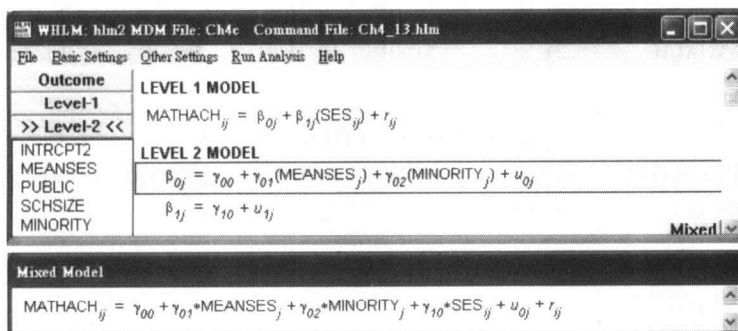 WHLM: hlm2 MDM File: Ch4c Command File: Ch4_13.hlm
File Basic Settings Other Settings Run Analysis Help
Outcome
Level-1
>> Level-2 <<
INTRCPT2
MEANSES
PUBLIC
SCHSIZE
MINORITY
LEVEL 1 MODEL
MATHACH_ij = β_0j + β_1j(SES_ij) + r_ij
LEVEL 2 MODEL
β_0j = γ_00 + γ_01(MEANSES_j) + γ_02(MINORITY_j) + u_0j
β_1j = γ_10 + u_1j
Mixed
Mixed Model
MATHACH_ij = γ_00 + γ_01*MEANSES_j + γ_02*MINORITY_j + γ_10*SES_ij + u_0j + r_ij